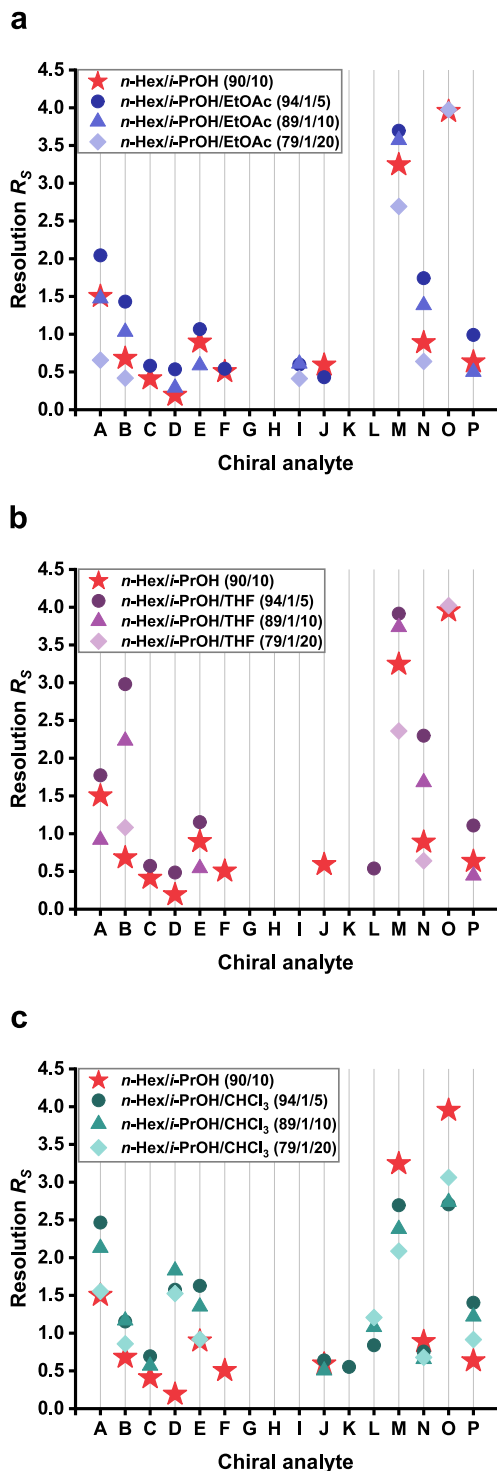 a
n-Hex/i-PrOH (90/10)
n-Hex/i-PrOH/EtOAc (94/1/5)
n-Hex/i-PrOH/EtOAc (89/1/10)
n-Hex/i-PrOH/EtOAc (79/1/20)
Resolution RS
4.5
4.0
3.5
3.0
2.5
2.0
1.5
1.0
0.5
0.0
A B C D E F G H I J K L M N O P
Chiral analyte
b
n-Hex/i-PrOH (90/10)
n-Hex/i-PrOH/THF (94/1/5)
n-Hex/i-PrOH/THF (89/1/10)
n-Hex/i-PrOH/THF (79/1/20)
Resolution RS
4.5
4.0
3.5
3.0
2.5
2.0
1.5
1.0
0.5
0.0
A B C D E F G H I J K L M N O P
Chiral analyte
c
n-Hex/i-PrOH (90/10)
n-Hex/i-PrOH/CHCl3 (94/1/5)
n-Hex/i-PrOH/CHCl3 (89/1/10)
n-Hex/i-PrOH/CHCl3 (79/1/20)
Resolution RS
4.5
4.0
3.5
3.0
2.5
2.0
1.5
1.0
0.5
0.0
A B C D E F G H I J K L M N O P
Chiral analyte